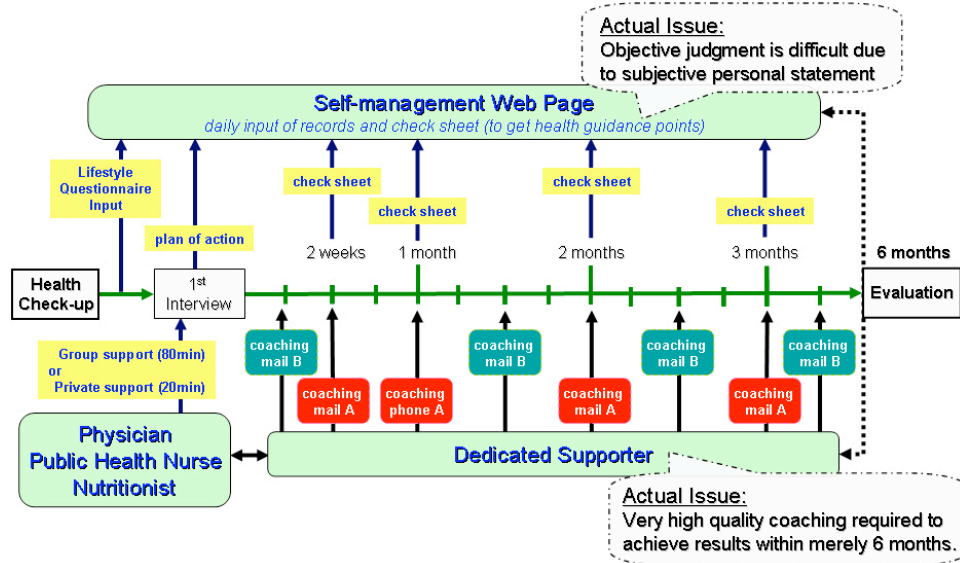 Actual Issue:
Objective judgment is difficult due
to subjective personal statement
Self-management Web Page
daily input of records and check sheet (to get health guidance points)
Lifestyle
Questionnaire
Input
plan of action
check sheet
check sheet
check sheet
check sheet
2 weeks
1 month
2 months
3 months
6 months
Health
Check-up
1st
Interview
Evaluation
Group support (80min)
or
Private support (20min)
coaching
mail B
coaching
mail A
coaching
phone A
coaching
mail B
coaching
mail A
coaching
mail B
coaching
mail A
coaching
mail B
Physician
Public Health Nurse
Nutritionist
Dedicated Supporter
Actual Issue:
Very high quality coaching required to
achieve results within merely 6 months.